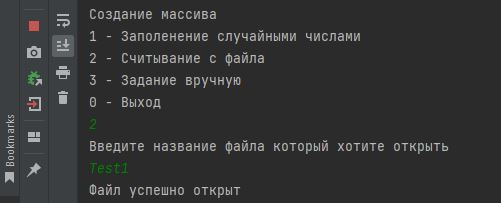 Создание массива
1 - Заполенение случайными числами
2 - Считывание с файла
3 - Задание вручную
0 - Выход
2
Введите название файла который хотите открыть
Test1
Файл успешно открыт
Bookmarks